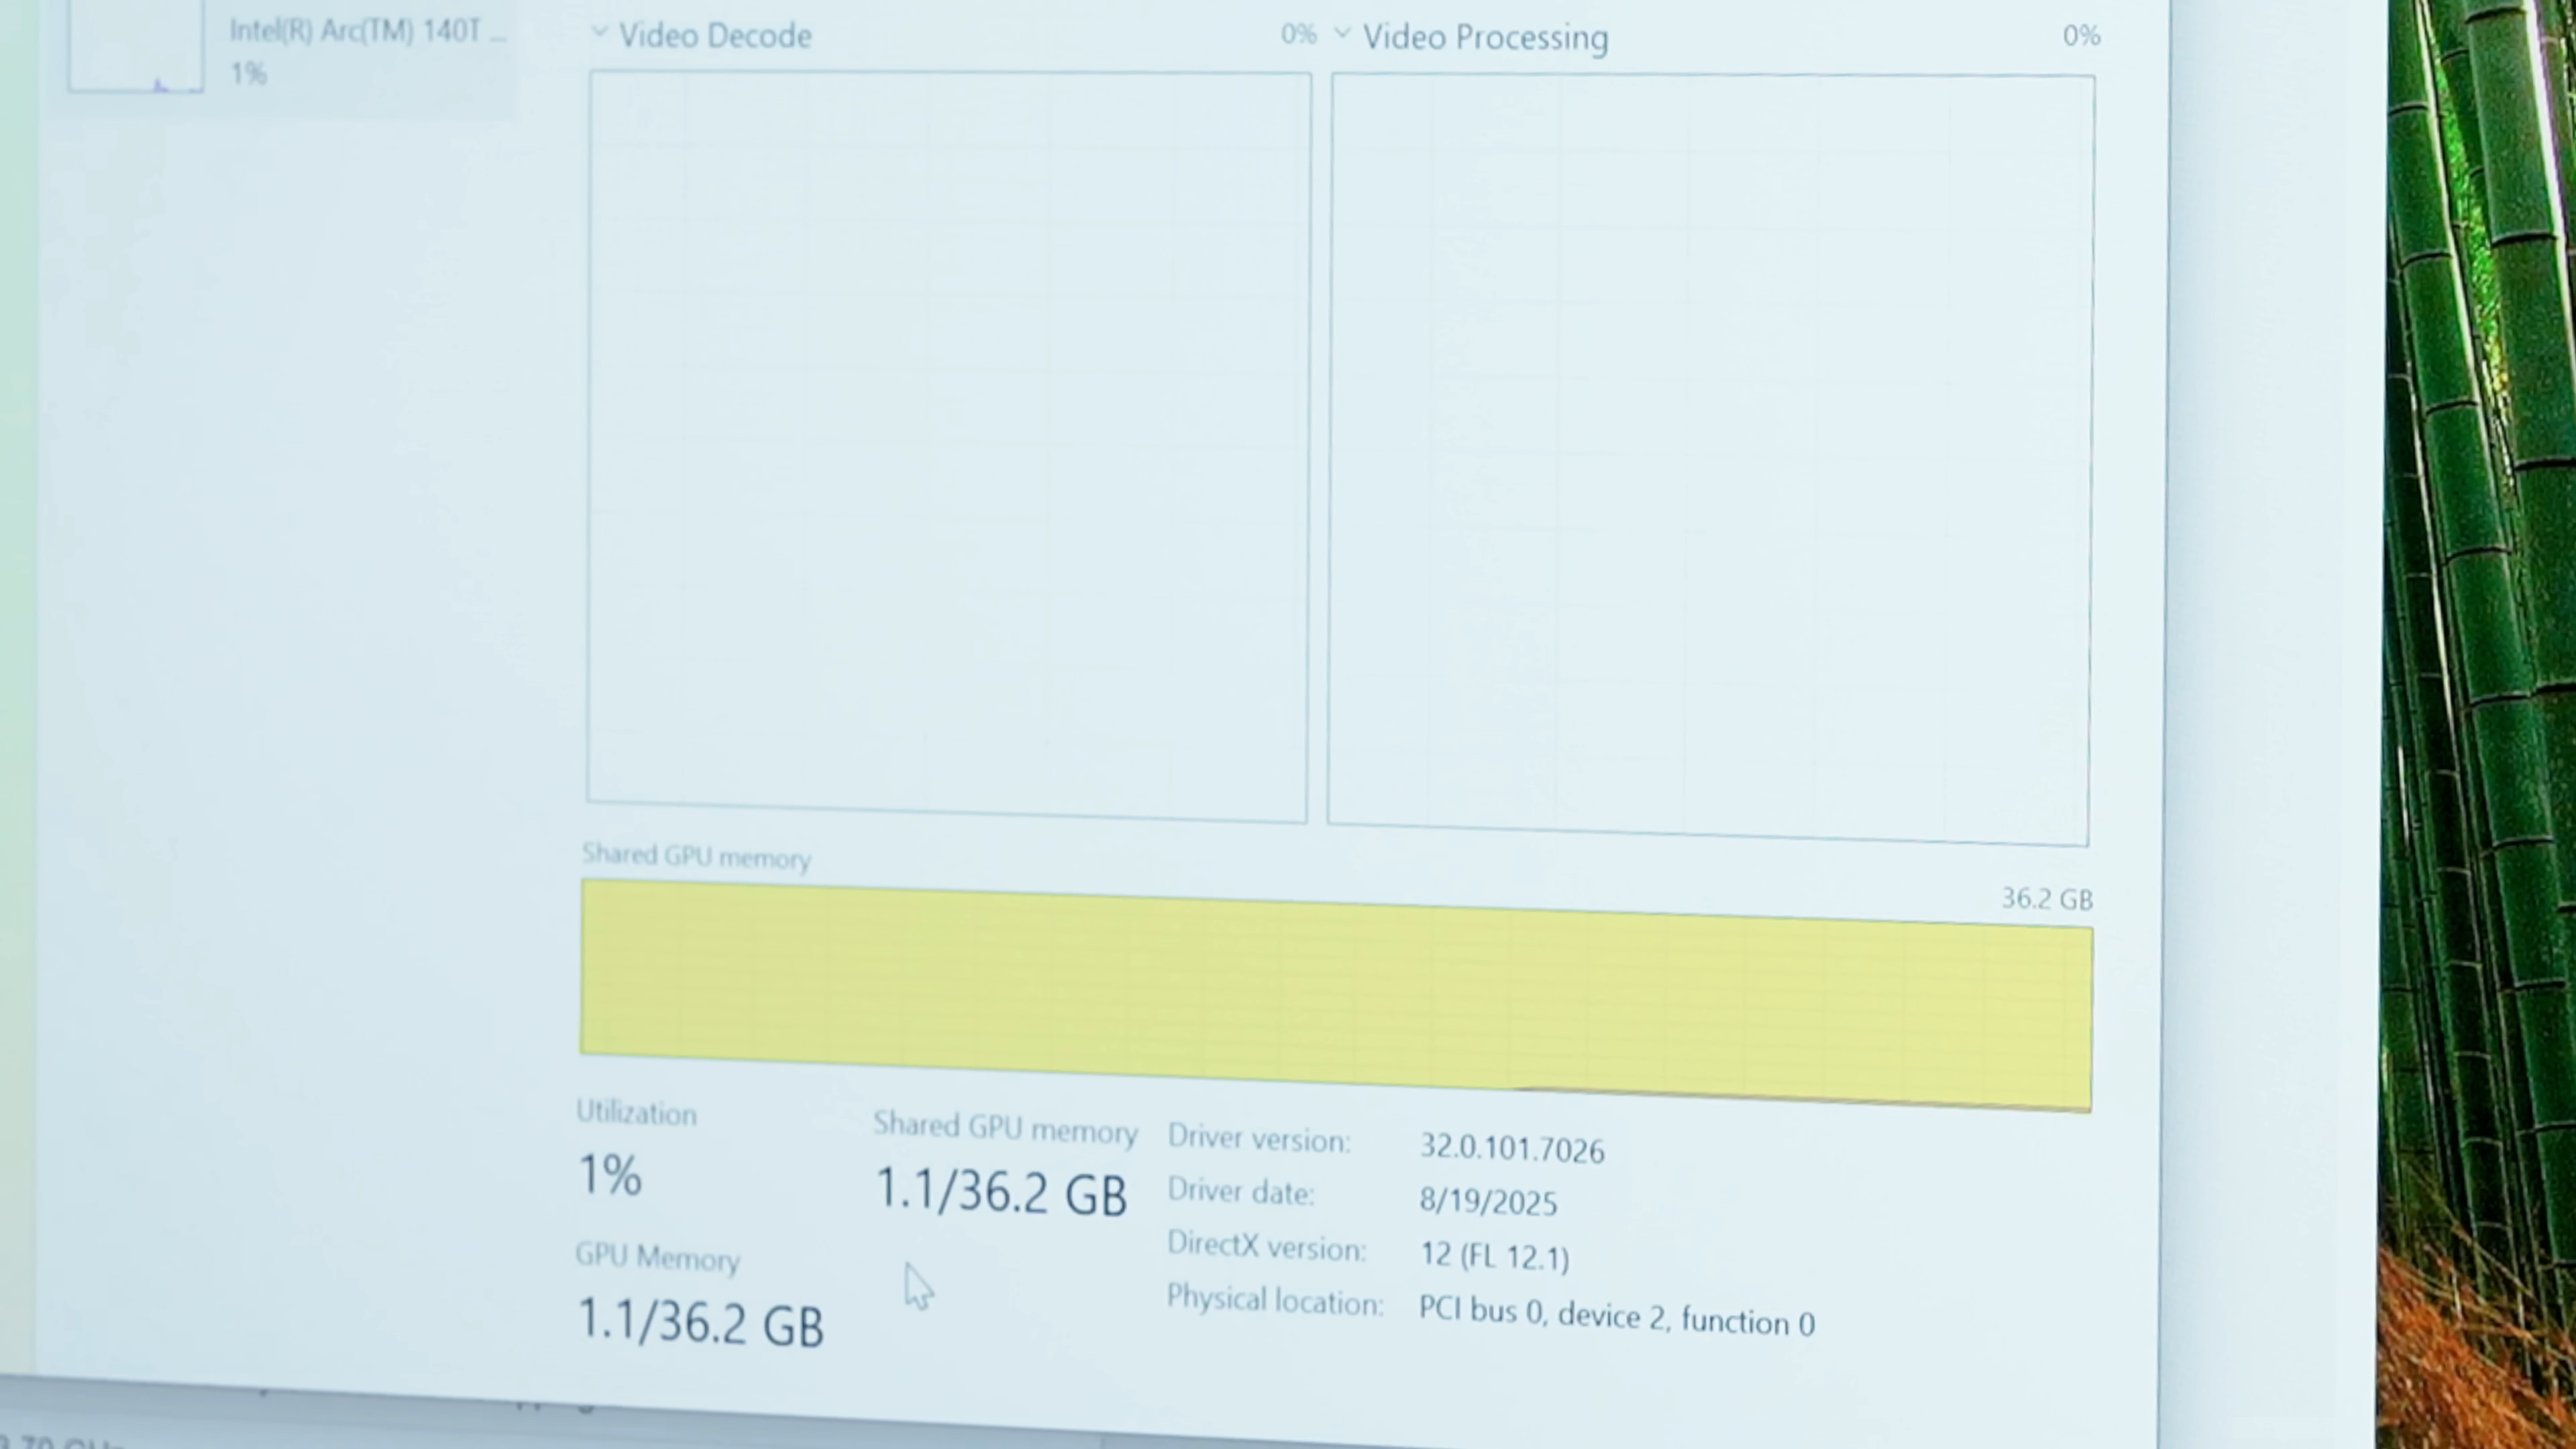 Intel(R) Arc(TM) 140T ...
1%
Video Decode 0%
Video Processing 0%
Shared GPU memory
36.2 GB
Utilization
1%
Shared GPU memory
1.1/36.2 GB
GPU Memory
1.1/36.2 GB
Driver version: 32.0.101.7026
Driver date: 8/19/2025
DirectX version: 12 (FL 12.1)
Physical location: PCI bus 0, device 2, function 0